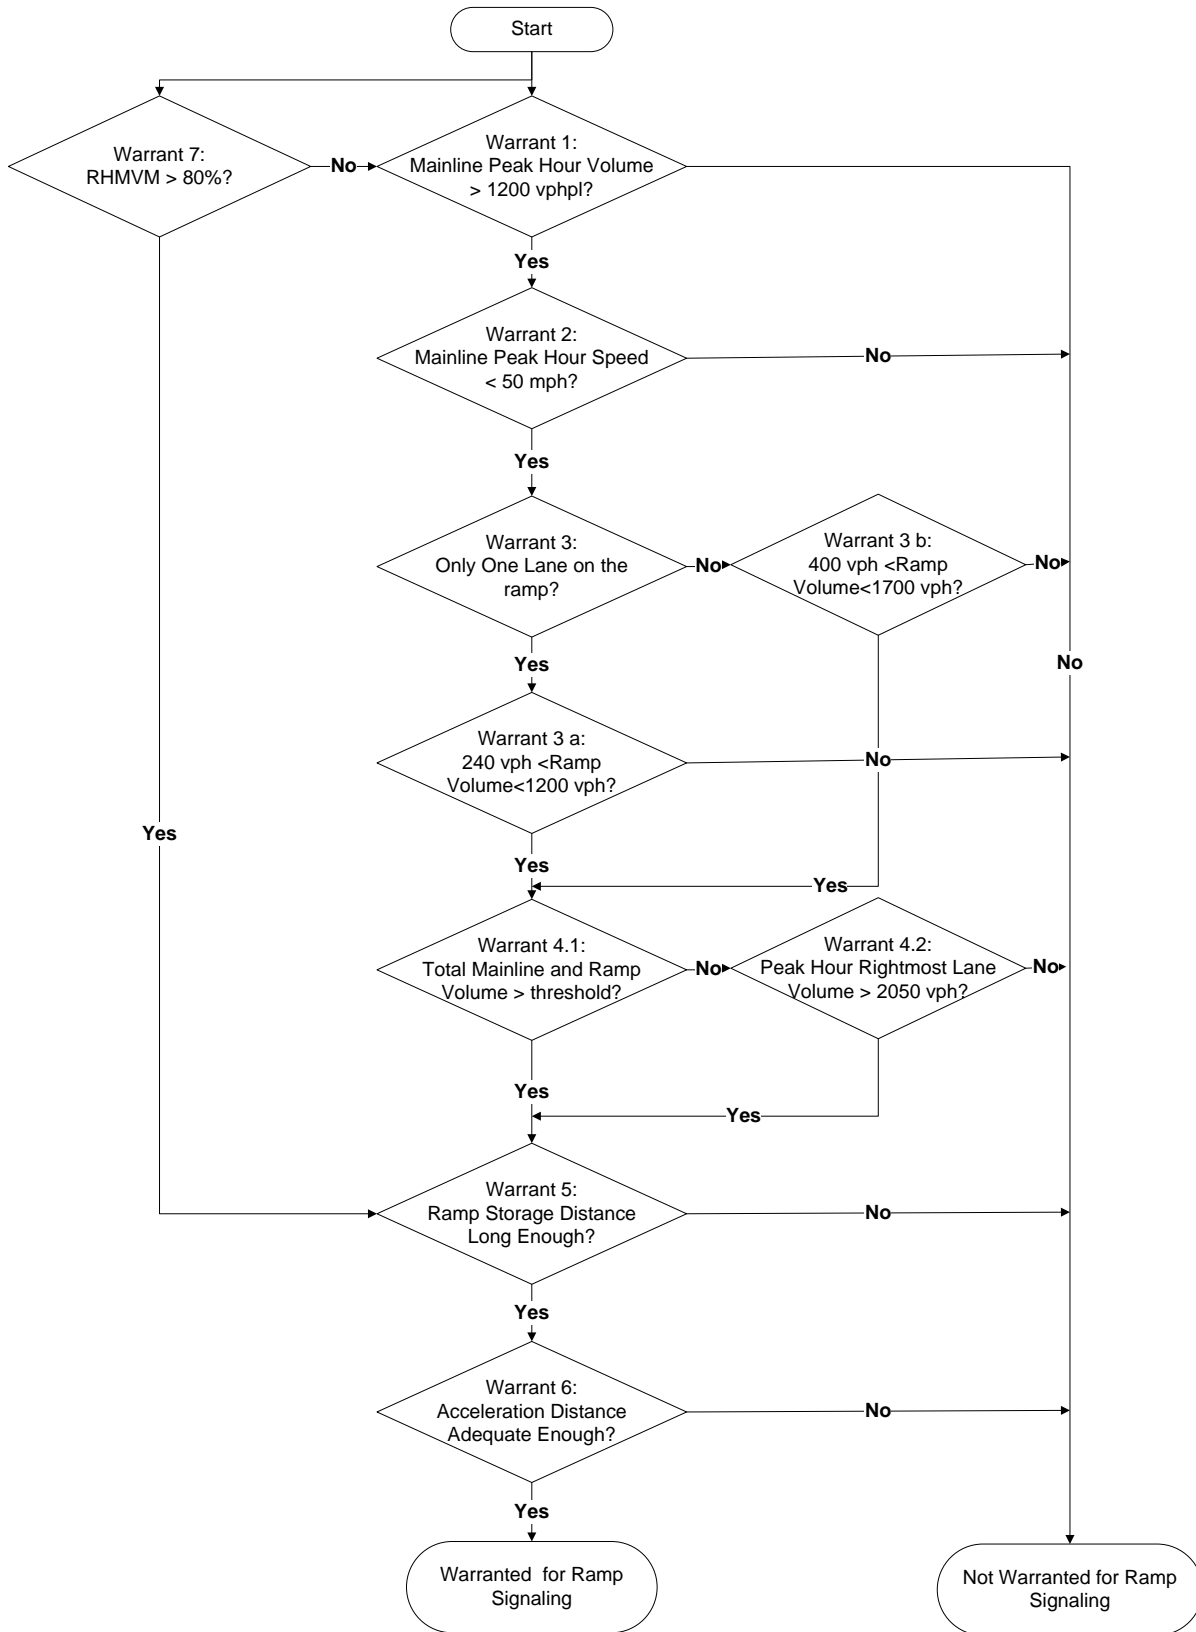 Start
Warrant 7:
RHMVM > 80%?
No
Warrant 1:
Mainline Peak Hour Volume
> 1200 vphpl?
Yes
Warrant 2:
Mainline Peak Hour Speed
< 50 mph?
No
Yes
Warrant 3:
Only One Lane on the
ramp?
No
Warrant 3 b:
400 vph <Ramp
Volume<1700 vph?
No
Yes
No
Warrant 3 a:
240 vph <Ramp
Volume<1200 vph?
No
Yes
Yes
Yes
Warrant 4.1:
Total Mainline and Ramp
Volume > threshold?
No
Warrant 4.2:
Peak Hour Rightmost Lane
Volume > 2050 vph?
No
Yes
Yes
Warrant 5:
Ramp Storage Distance
Long Enough?
No
Yes
Warrant 6:
Acceleration Distance
Adequate Enough?
No
Yes
Warranted for Ramp
Signaling
Not Warranted for Ramp
Signaling